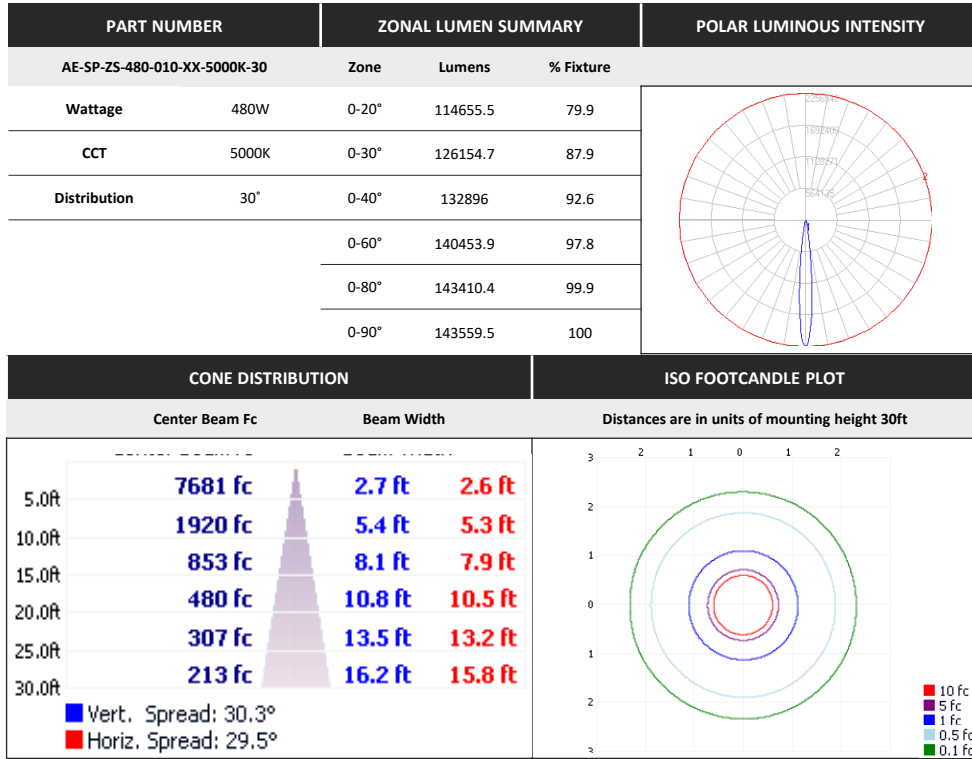 PART NUMBER
ZONAL LUMEN SUMMARY
POLAR LUMINOUS INTENSITY
AE-SP-ZS-480-010-XX-5000K-30
Zone Lumens % Fixture
Wattage 480W
0-20° 114655.5 79.9
CCT 5000K
0-30° 126154.7 87.9
Distribution 30°
0-40° 132896 92.6
0-60° 140453.9 97.8
0-80° 143410.4 99.9
0-90° 143559.5 100
2256542
1692406
1128271
564135
2
CONE DISTRIBUTION
ISO FOOTCANDLE PLOT
Center Beam Fc Beam Width
Distances are in units of mounting height 30ft
5.0ft 7681 fc 2.7 ft 2.6 ft
10.0ft 1920 fc 5.4 ft 5.3 ft
15.0ft 853 fc 8.1 ft 7.9 ft
20.0ft 480 fc 10.8 ft 10.5 ft
25.0ft 307 fc 13.5 ft 13.2 ft
30.0ft 213 fc 16.2 ft 15.8 ft
Vert. Spread: 30.3°
Horiz. Spread: 29.5°
2 1 0 1 2
3
2
1
0
1
2
3
10 fc
5 fc
1 fc
0.5 fc
0.1 fc